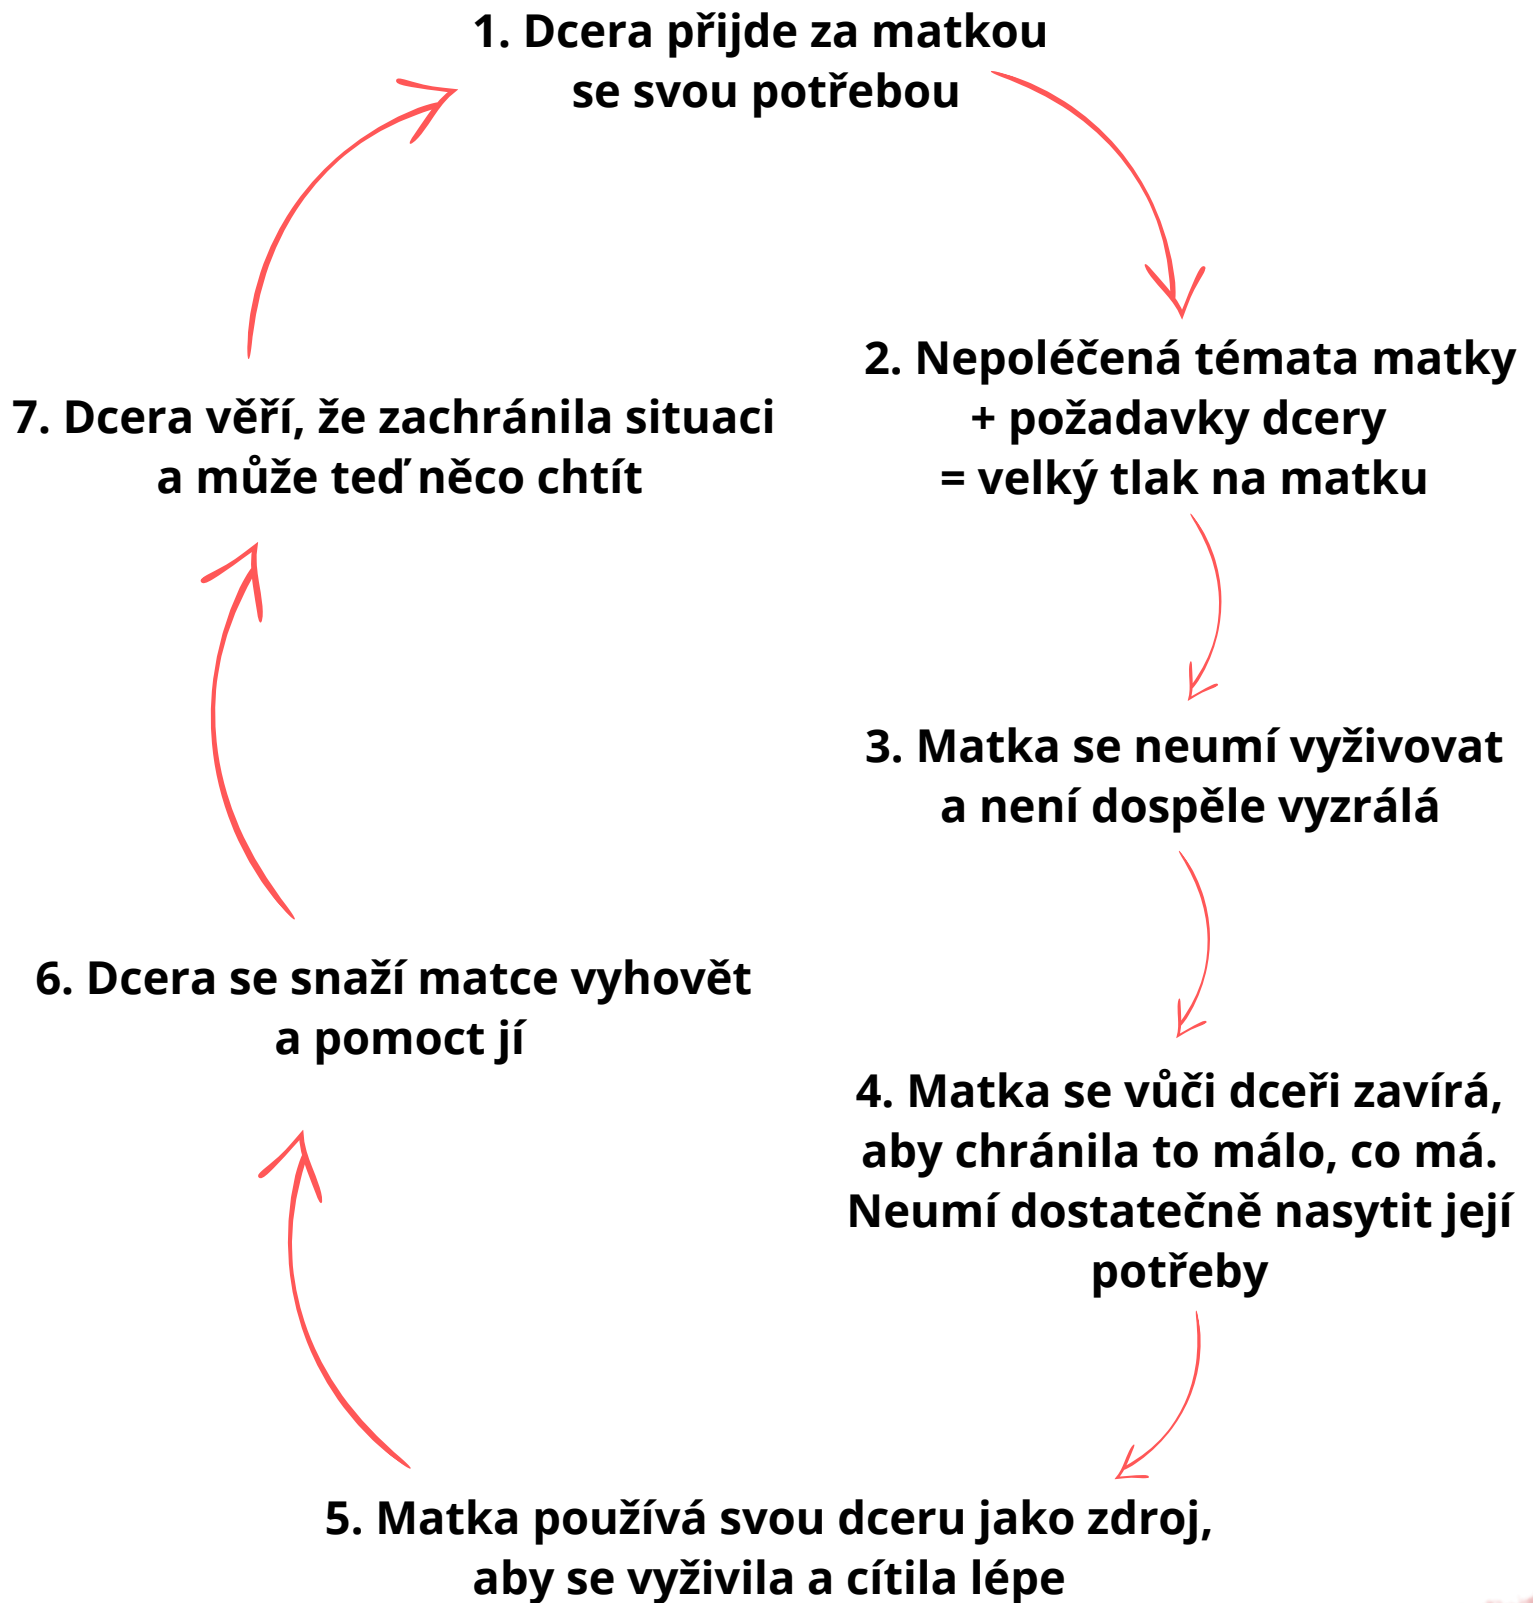 1. Dcera přijde za matkou
se svou potřebou
2. Nepoléčená témata matky
+ požadavky dcery
= velký tlak na matku
3. Matka se neumí vyživovat
a není dospěle vyzrálá
4. Matka se vůči dceři zavírá,
aby chránila to málo, co má.
Neumí dostatečně nasytit její
potřeby
5. Matka používá svou dceru jako zdroj,
aby se vyživila a cítila lépe
6. Dcera se snaží matce vyhovět
a pomoct jí
7. Dcera věří, že zachránila situaci
a může teď něco chtít